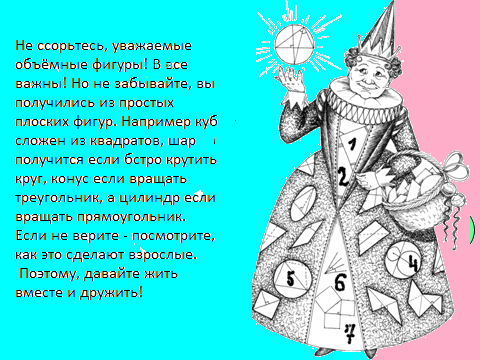 Не ссорьтесь, уважаемые
объёмные фигуры! В все
важны! Но не забывайте, вы
получились из простых
плоских фигур. Например куб
сложен из квадратов, шар
получится если бстро крутить
круг, конус если вращать
треугольник, а цилиндр если
вращать прямоугольник.
Если не верите - посмотрите,
как это сделают взрослые.
Поэтому, давайте жить
вместе и дружить!
1
2
4
5
6
7